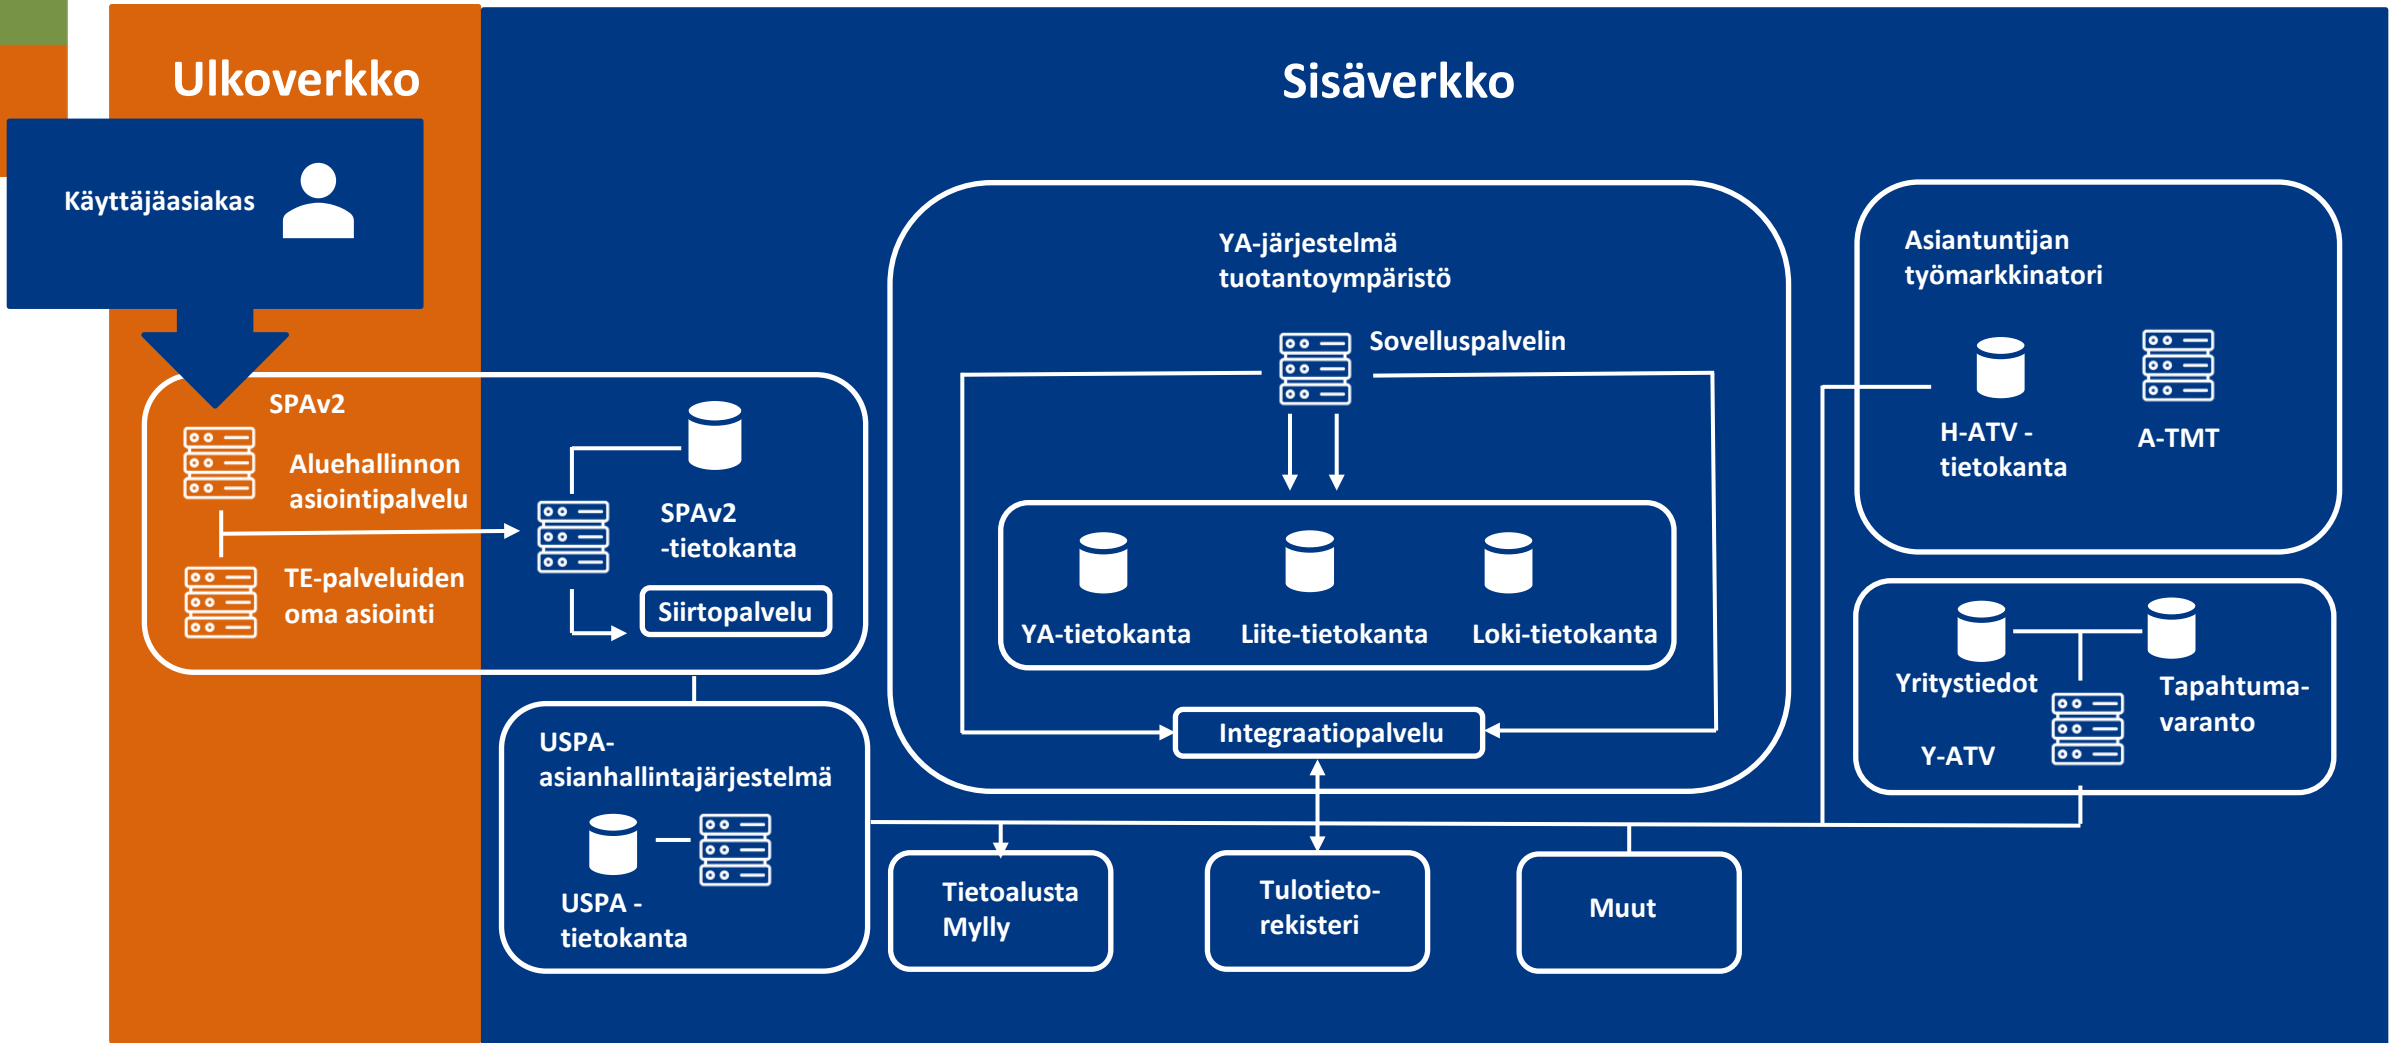 Ulkoverkko
Sisäverkko
Käyttäjäasiakas
SPAv2
Aluehallinnon
asiointipalvelu
TE-palveluiden
oma asiointi
SPAv2
-tietokanta
Siirtopalvelu
USPA-
asianhallintajärjestelmä
USPA -
tietokanta
YA-järjestelmä
tuotantoympäristö
Sovelluspalvelin
YA-tietokanta
Liite-tietokanta
Loki-tietokanta
Integraatiopalvelu
Tietoalusta
Mylly
Tulotieto-
rekisteri
Muut
Asiantuntijan
työmarkkinatori
H-ATV -
tietokanta
A-TMT
Yritystiedot
Tapahtuma-
varanto
Y-ATV